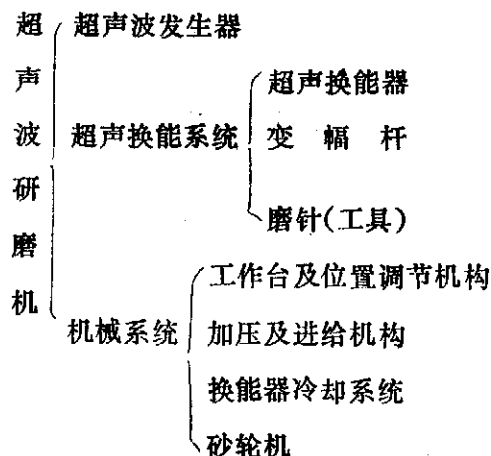 超声波研磨机
超声波发生器
超声换能系统
超声换能器
变幅杆
磨针(工具)
机械系统
工作台及位置调节机构
加压及进给机构
换能器冷却系统
砂轮机